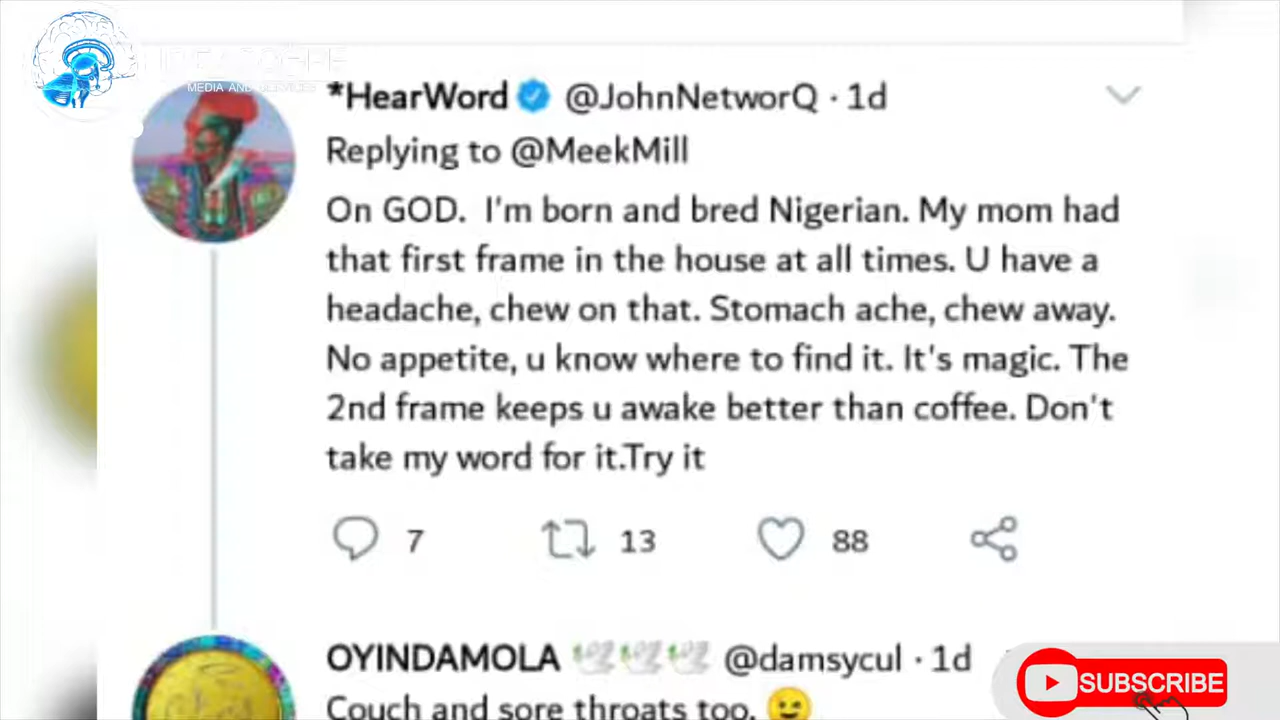 MEDIA AND SERVICES
*HearWord @JohnNetworQ · 1d
Replying to @MeekMill
On GOD. I'm born and bred Nigerian. My mom had
that first frame in the house at all times. U have a
headache, chew on that. Stomach ache, chew away.
No appetite, u know where to find it. It's magic. The
2nd frame keeps u awake better than coffee. Don't
take my word for it.Try it
7 13 88
OYINDAMOLA @damsycul · 1d
Couch and sore throats too. 😉
SUBSCRIBE